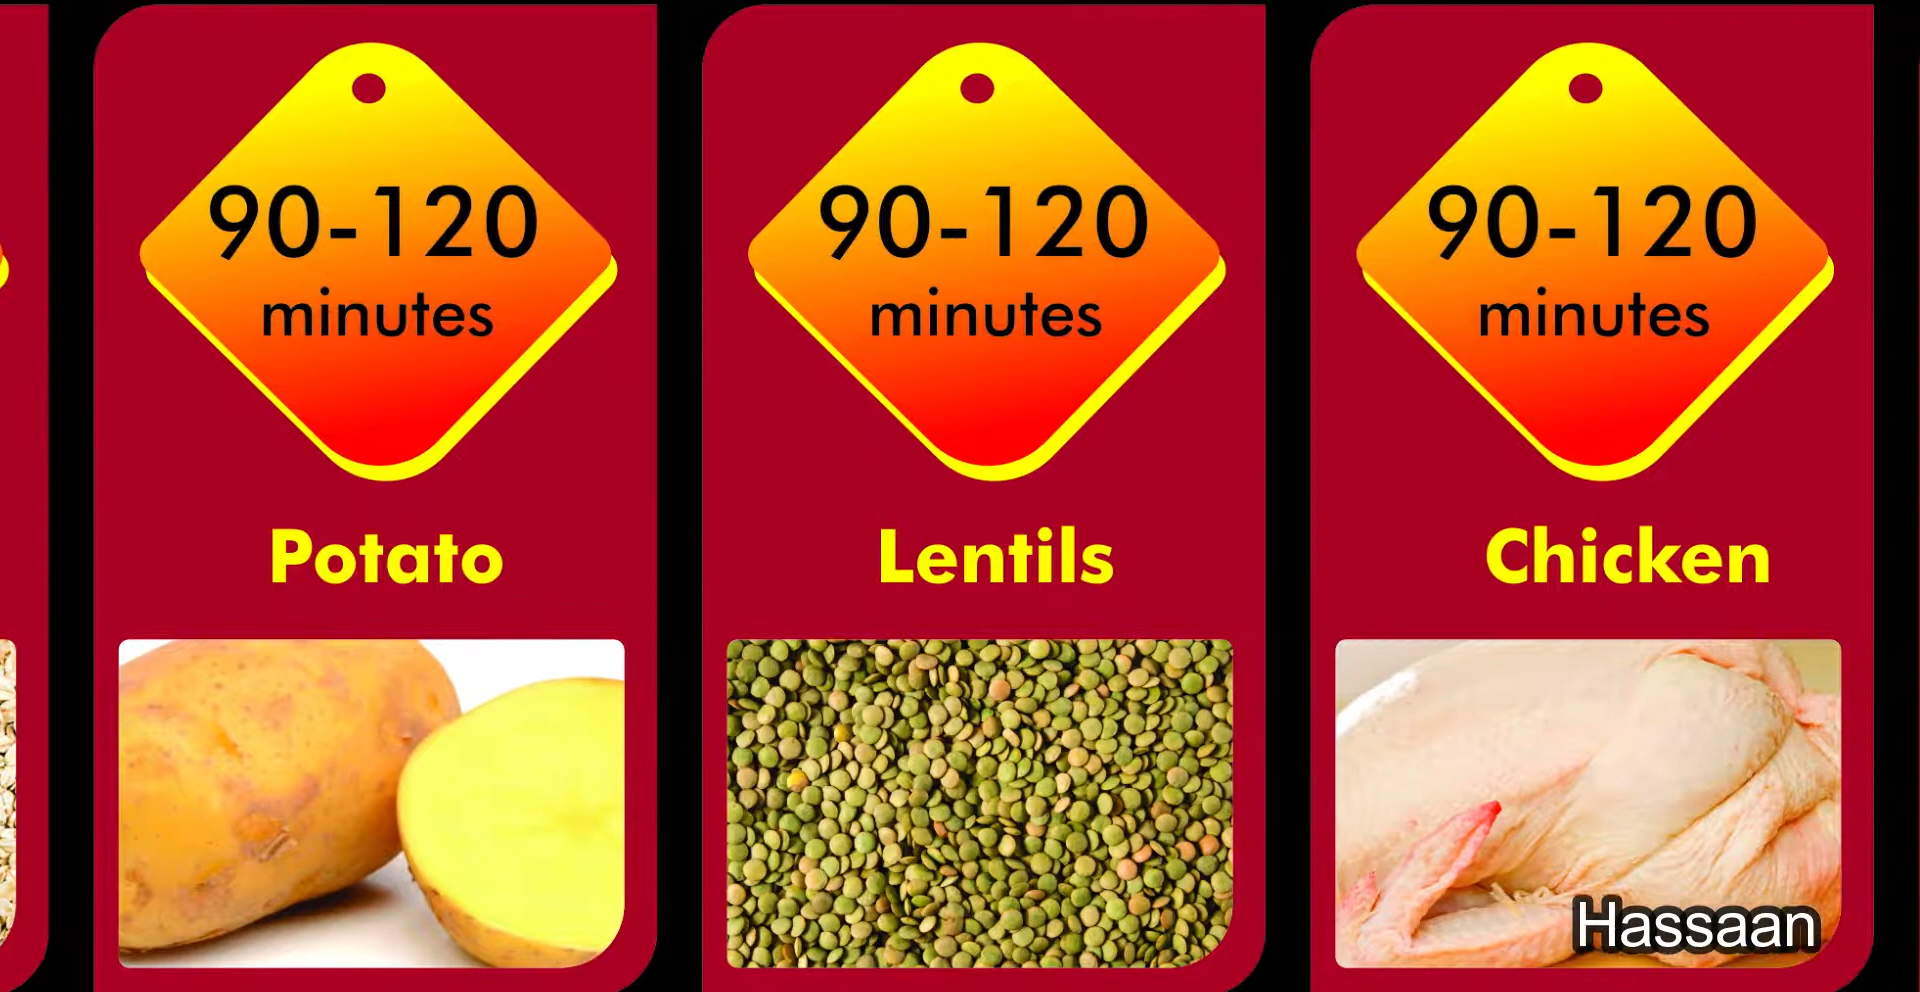 90-120
minutes
Potato
90-120
minutes
Lentils
90-120
minutes
Chicken
Hassaan